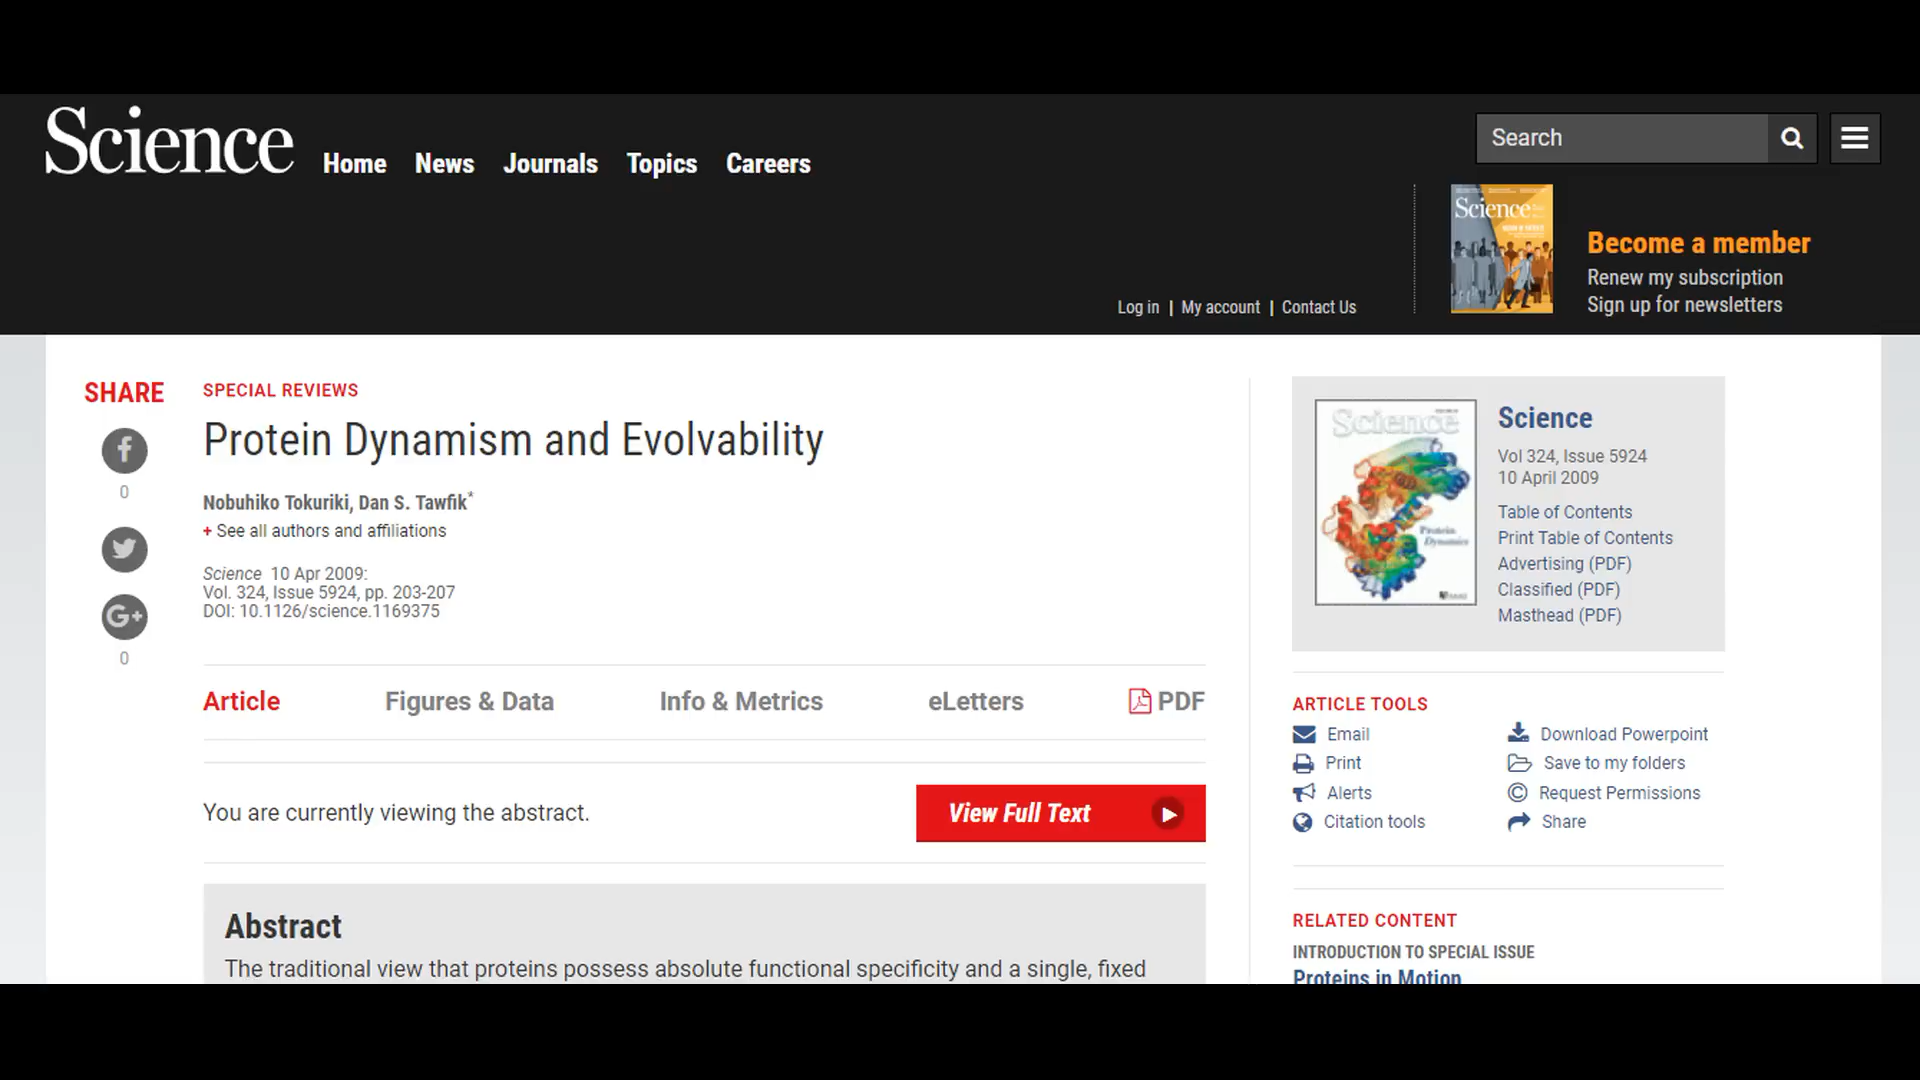 Science
Home News Journals Topics Careers
Search
Science
Become a member
Renew my subscription
Sign up for newsletters
Log in | My account | Contact Us
SHARE
0
0
SPECIAL REVIEWS
Protein Dynamism and Evolvability
Nobuhiko Tokuriki, Dan S. Tawfik*
+ See all authors and affiliations
Science 10 Apr 2009:
Vol. 324, Issue 5924, pp. 203-207
DOI: 10.1126/science.1169375
Article Figures & Data Info & Metrics eLetters PDF
You are currently viewing the abstract.
View Full Text
Abstract
The traditional view that proteins possess absolute functional specificity and a single, fixed
Science
Protein
Dynamics
Science
Vol 324, Issue 5924
10 April 2009
Table of Contents
Print Table of Contents
Advertising (PDF)
Classified (PDF)
Masthead (PDF)
ARTICLE TOOLS
Email
Print
Alerts
Citation tools
Download Powerpoint
Save to my folders
Request Permissions
Share
RELATED CONTENT
INTRODUCTION TO SPECIAL ISSUE
Proteins in Motion